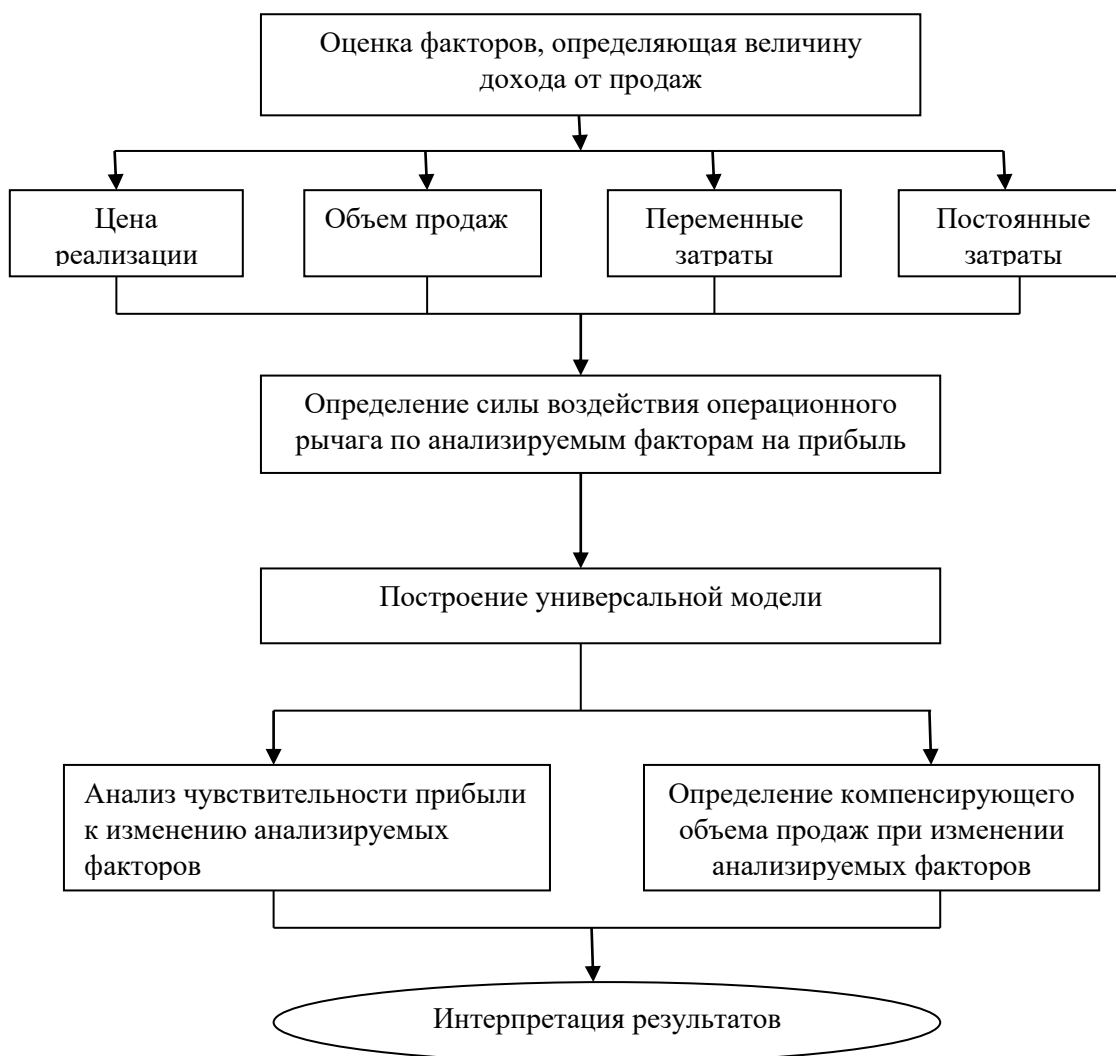 Оценка факторов, определяющая величину
дохода от продаж
Цена
реализации
Объем продаж
Переменные
затраты
Постоянные
затраты
Определение силы воздействия операционного
рычага по анализируемым факторам на прибыль
Построение универсальной модели
Анализ чувствительности прибыли
к изменению анализируемых
факторов
Определение компенсирующего
объема продаж при изменении
анализируемых факторов
Интерпретация результатов